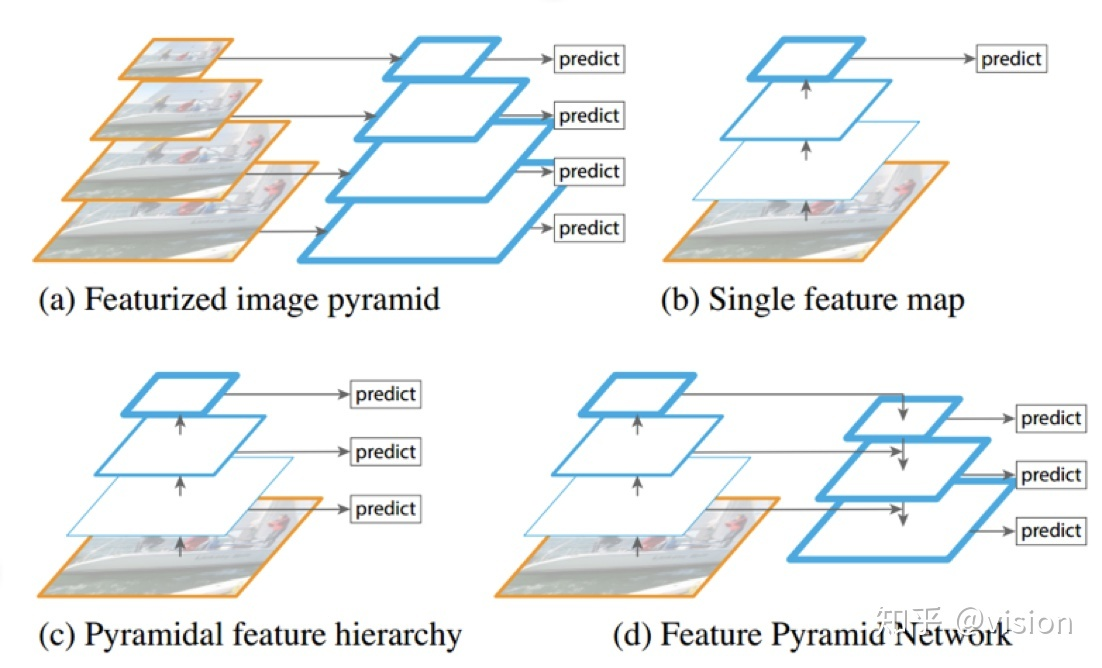 predict
predict
predict
predict
predict
(a) Featurized image pyramid
(b) Single feature map
predict
predict
predict
predict
predict
predict
(c) Pyramidal feature hierarchy
(d) Feature Pyramid Network
知乎 @vision